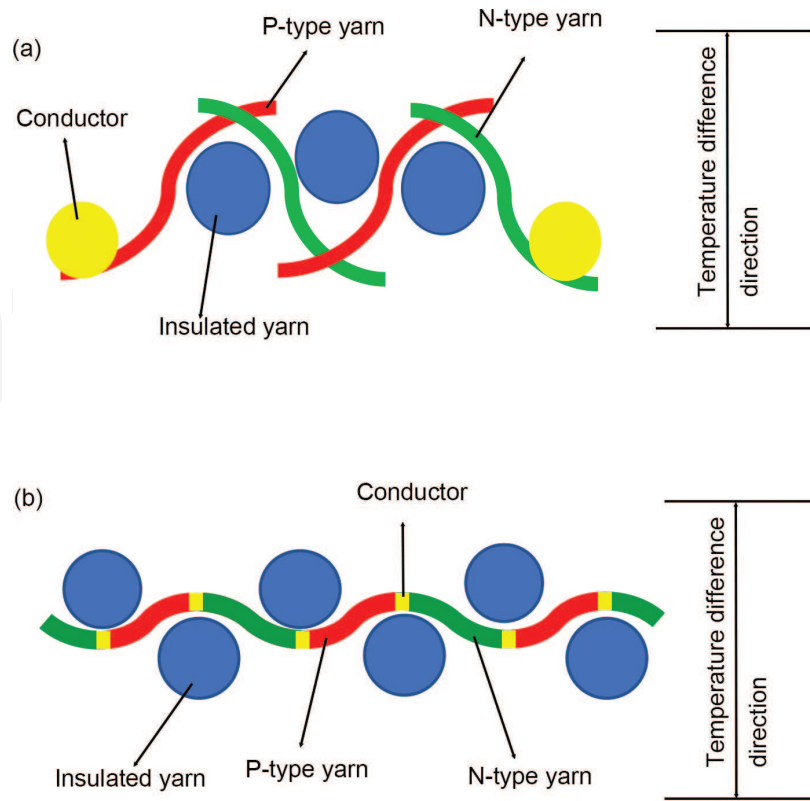 (a)
P-type yarn
N-type yarn
Conductor
Insulated yarn
Temperature difference
direction
(b)
Conductor
Insulated yarn
P-type yarn
N-type yarn
Temperature difference
direction